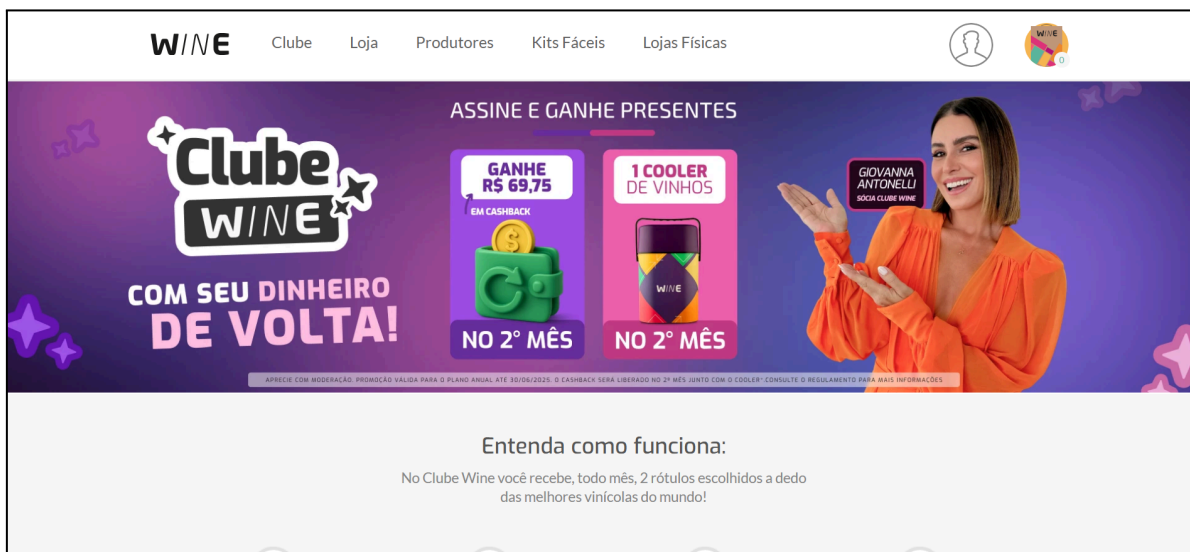 WINE
Clube Loja Produtores Kits Fáceis Lojas Físicas
WINE
0
ASSINE E GANHE PRESENTES
Clube
WINE
COM SEU DINHEIRO
DE VOLTA!
GANHE
R$ 69,75
EM CASHBACK
$
NO 2° MÊS
1 COOLER
DE VINHOS
WINE
NO 2° MÊS
GIOVANNA
ANTONELLI
SÓCIA CLUBE WINE
APRECIE COM MODERAÇÃO. PROMOÇÃO VÁLIDA PARA O PLANO ANUAL ATÉ 30/06/2025. O CASHBACK SERA LIBERADO NO 2º MÊS JUNTO COM O COOLER*.CONSULTE O REGULAMENTO PARA MAIS INFORMAÇÕES
Entenda como funciona:
No Clube Wine você recebe, todo mês, 2 rótulos escolhidos a dedo
das melhores vinícolas do mundo!